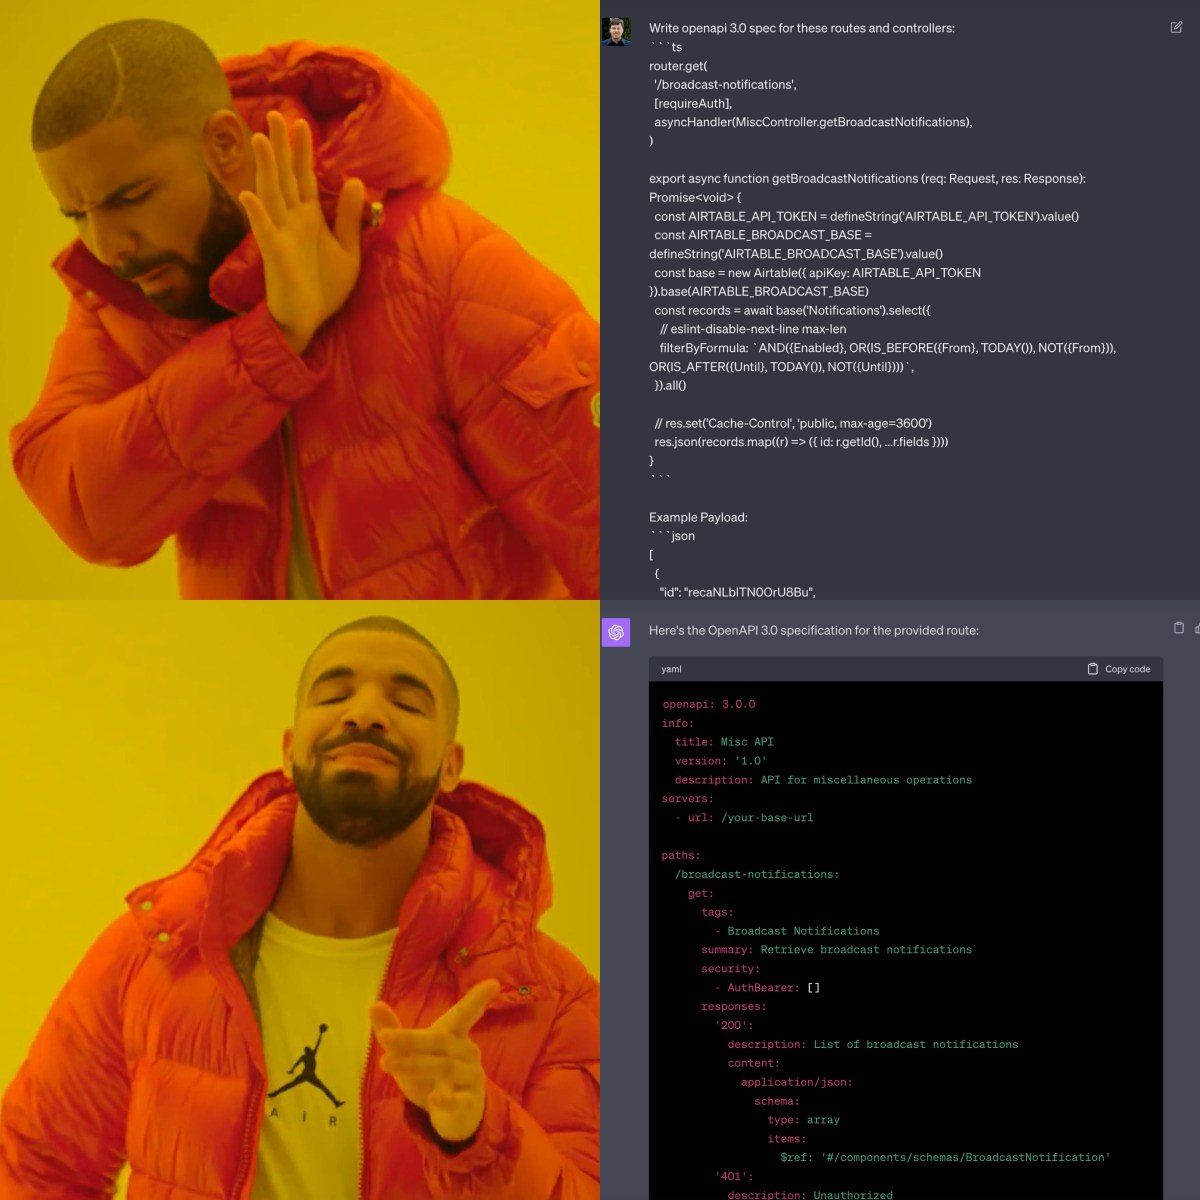 Write openapi 3.0 spec for these routes and controllers:
```ts
router.get(
'/broadcast-notifications',
[requireAuth],
asyncHandler(MiscController.getBroadcastNotifications),
)
export async function getBroadcastNotifications (req: Request, res: Response):
Promise<void> {
const AIRTABLE_API_TOKEN = defineString('AIRTABLE_API_TOKEN').value()
const AIRTABLE_BROADCAST_BASE =
defineString('AIRTABLE_BROADCAST_BASE').value()
const base = new Airtable({ apiKey: AIRTABLE_API_TOKEN
}).base(AIRTABLE_BROADCAST_BASE)
const records = await base('Notifications').select({
// eslint-disable-next-line max-len
filterByFormula: `AND({Enabled}, OR(IS_BEFORE({From}, TODAY()), NOT({From})),
OR(IS_AFTER({Until}, TODAY()), NOT({Until})))`,
}).all()
// res.set('Cache-Control', 'public, max-age=3600')
res.json(records.map((r) => ({ id: r.getId(), ...r.fields })))
}
```
Example Payload:
```json
[
{
"id": "recaNLbITN0OrU8Bu",
Here's the OpenAPI 3.0 specification for the provided route:
yaml Copy code
openapi: 3.0.0
info:
title: Misc API
version: '1.0'
description: API for miscellaneous operations
servers:
- url: /your-base-url
paths:
/broadcast-notifications:
get:
tags:
- Broadcast Notifications
summary: Retrieve broadcast notifications
security:
- AuthBearer: []
responses:
'200':
description: List of broadcast notifications
content:
application/json:
schema:
type: array
items:
$ref: '#/components/schemas/BroadcastNotification'
'401':
description: Unauthorized
AIR